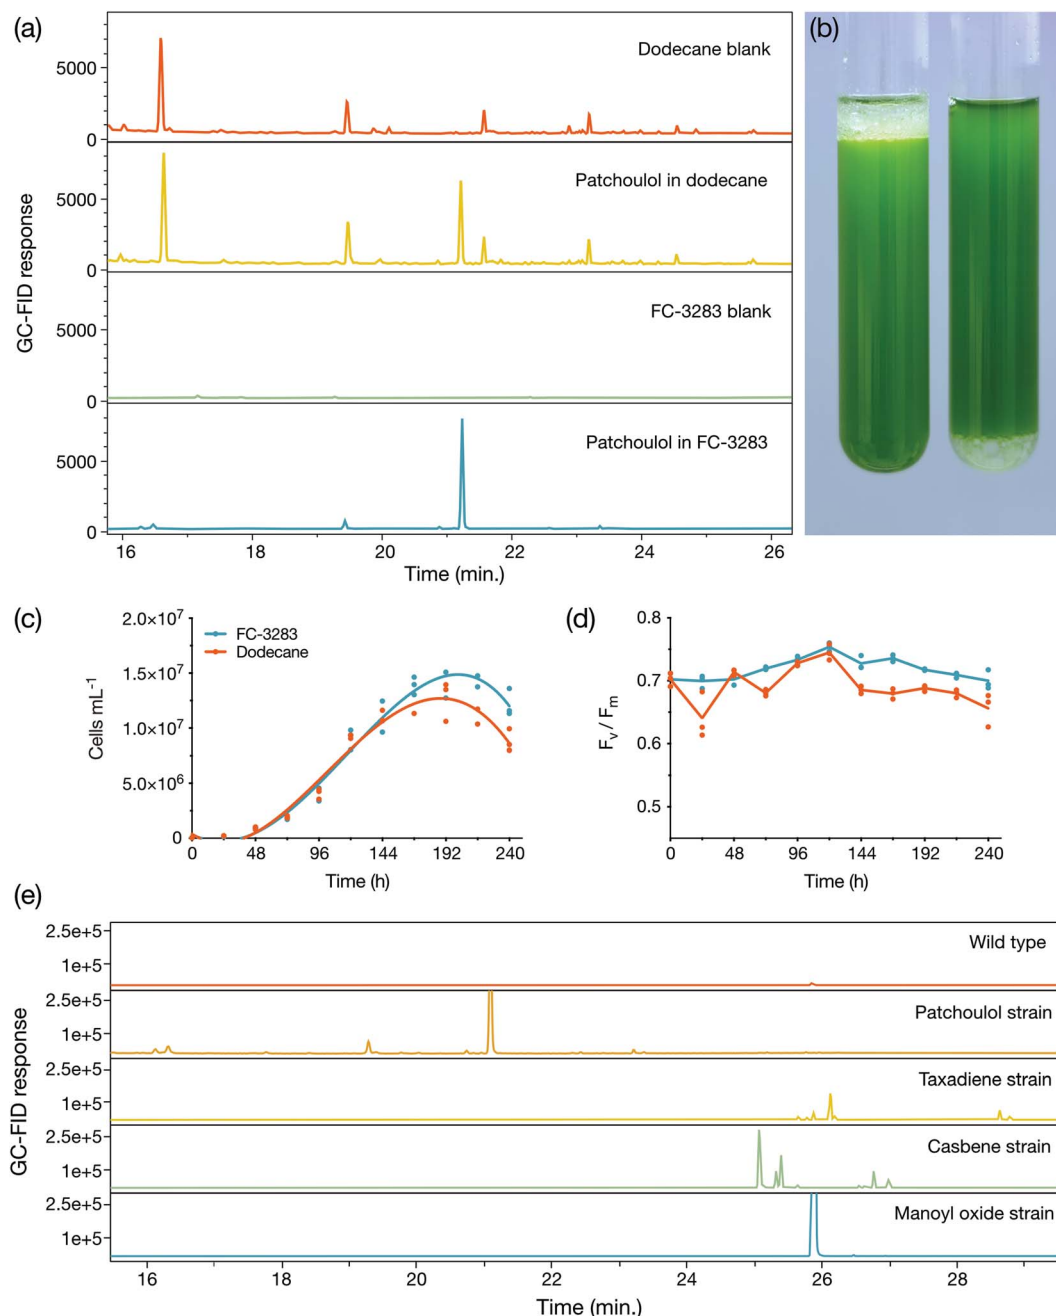 (a)
(b)
Dodecane blank
5000
0
Patchoulol in dodecane
5000
0
FC-3283 blank
5000
0
Patchoulol in FC-3283
5000
0
GC-FID response
16 18 20 22 24 26
Time (min.)
(c)
2.0×10⁷
1.5×10⁷
1.0×10⁷
5.0×10⁶
0
Cells mL⁻¹
FC-3283
Dodecane
0 48 96 144 192 240
Time (h)
(d)
0.8
0.7
0.6
0.5
Fᵥ / Fₘ
0 48 96 144 192 240
Time (h)
(e)
2.5e+5
1e+5
Wild type
2.5e+5
1e+5
Patchoulol strain
2.5e+5
1e+5
Taxadiene strain
2.5e+5
1e+5
Casbene strain
2.5e+5
1e+5
Manoyl oxide strain
GC-FID response
16 18 20 22 24 26 28
Time (min.)